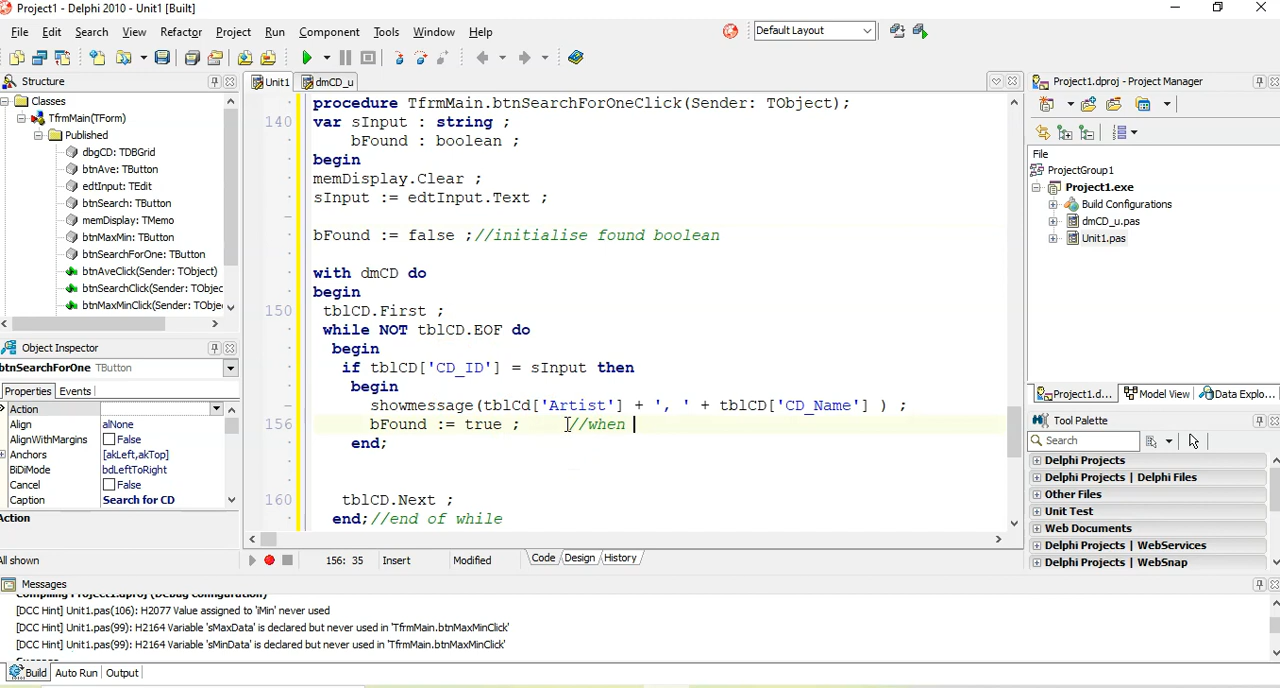 Project1 - Delphi 2010 - Unit1 [Built]
File Edit Search View Refactor Project Run Component Tools Window Help
Default Layout
Structure
Classes
TfrmMain(TForm)
Published
dbgCD: TDBGrid
btnAve: TButton
edtInput: TEdit
btnSearch: TButton
memDisplay: TMemo
btnMaxMin: TButton
btnSearchForOne: TButton
btnAveClick(Sender: TObject)
btnSearchClick(Sender: TObjec
btnMaxMinClick(Sender: TObje
Object Inspector
btnSearchForOne TButton
Properties Events
Action
Align alNone
AlignWithMargins False
Anchors [akLeft,akTop]
BiDiMode bdLeftToRight
Cancel False
Caption Search for CD
Action
All shown
Unit1 dmCD_u
procedure TfrmMain.btnSearchForOneClick(Sender: TObject);
140 var sInput : string ;
bFound : boolean ;
begin
memDisplay.Clear ;
sInput := edtInput.Text ;
bFound := false ;//initialise found boolean
with dmCD do
begin
150 tblCD.First ;
while NOT tblCD.EOF do
begin
if tblCD['CD_ID'] = sInput then
begin
showmessage(tblCd['Artist'] + ', ' + tblCD['CD_Name'] ) ;
156 bFound := true ; //when
end;
160 tblCD.Next ;
end;//end of while
156: 35 Insert Modified Code Design History
Project1.dproj - Project Manager
File
ProjectGroup1
Project1.exe
Build Configurations
dmCD_u.pas
Unit1.pas
Project1.d... Model View Data Explo...
Tool Palette
Search
Delphi Projects
Delphi Projects | Delphi Files
Other Files
Unit Test
Web Documents
Delphi Projects | WebServices
Delphi Projects | WebSnap
Messages
Compiling Project1.dproj (Debug configuration)
[DCC Hint] Unit1.pas(106): H2077 Value assigned to 'iMin' never used
[DCC Hint] Unit1.pas(99): H2164 Variable 'sMaxData' is declared but never used in 'TfrmMain.btnMaxMinClick'
[DCC Hint] Unit1.pas(99): H2164 Variable 'sMinData' is declared but never used in 'TfrmMain.btnMaxMinClick'
Success
Build Auto Run Output